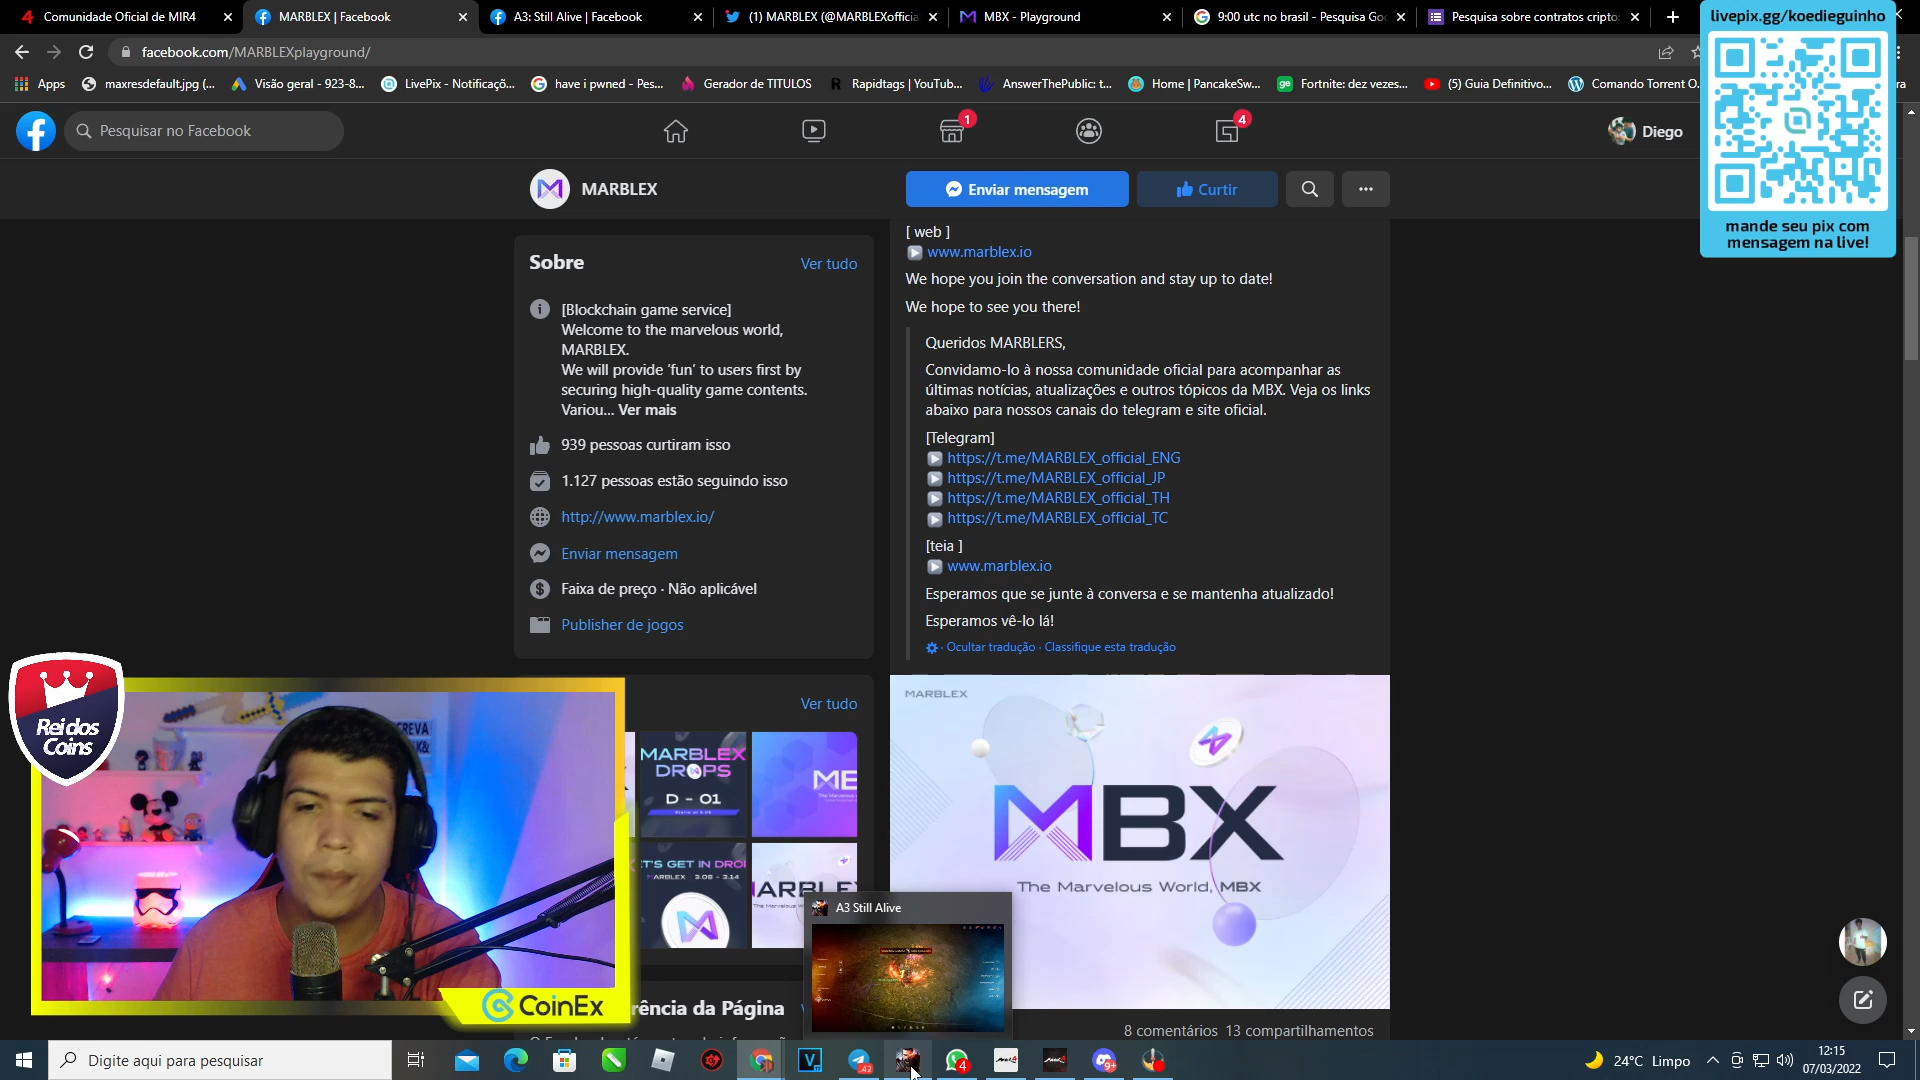 Comunidade Oficial de MIR4
MARBLEX | Facebook
A3: Still Alive | Facebook
(1) MARBLEX (@MARBLEXofficia
MBX - Playground
9:00 utc no brasil - Pesquisa Go
Pesquisa sobre contratos cripto
facebook.com/MARBLEXplayground/
Apps
maxresdefault.jpg (...
Visão geral - 923-8...
LivePix - Notificaçõ...
have i pwned - Pes...
Gerador de TITULOS
Rapidtags | YouTub...
AnswerThePublic: t...
Home | PancakeSw...
Fortnite: dez vezes...
(5) Guia Definitivo...
Comando Torrent O...
livepix.gg/koedieguinho
mande seu pix com
mensagem na live!
Pesquisar no Facebook
1
4
Diego
MARBLEX
Enviar mensagem
Curtir
Sobre
Ver tudo
[Blockchain game service]
Welcome to the marvelous world,
MARBLEX.
We will provide 'fun' to users first by
securing high-quality game contents.
Variou... Ver mais
939 pessoas curtiram isso
1.127 pessoas estão seguindo isso
http://www.marblex.io/
Enviar mensagem
Faixa de preço · Não aplicável
Publisher de jogos
Ver tudo
MARBLEX
DROPS
D - 01
ME
'S GET IN DRO
MARBLEX 3.08 - 3.14
ARBLE
rência da Página
[ web ]
www.marblex.io
We hope you join the conversation and stay up to date!
We hope to see you there!
Queridos MARBLERS,
Convidamo-lo à nossa comunidade oficial para acompanhar as
últimas notícias, atualizações e outros tópicos da MBX. Veja os links
abaixo para nossos canais do telegram e site oficial.
[Telegram]
https://t.me/MARBLEX_official_ENG
https://t.me/MARBLEX_official_JP
https://t.me/MARBLEX_official_TH
https://t.me/MARBLEX_official_TC
[teia ]
www.marblex.io
Esperamos que se junte à conversa e se mantenha atualizado!
Esperamos vê-lo lá!
· Ocultar tradução · Classifique esta tradução
MARBLEX
MBX
The Marvelous World, MBX
8 comentários 13 compartilhamentos
A3 Still Alive
Rei dos
Coins
CoinEx
Digite aqui para pesquisar
24°C Limpo
12:15
07/03/2022